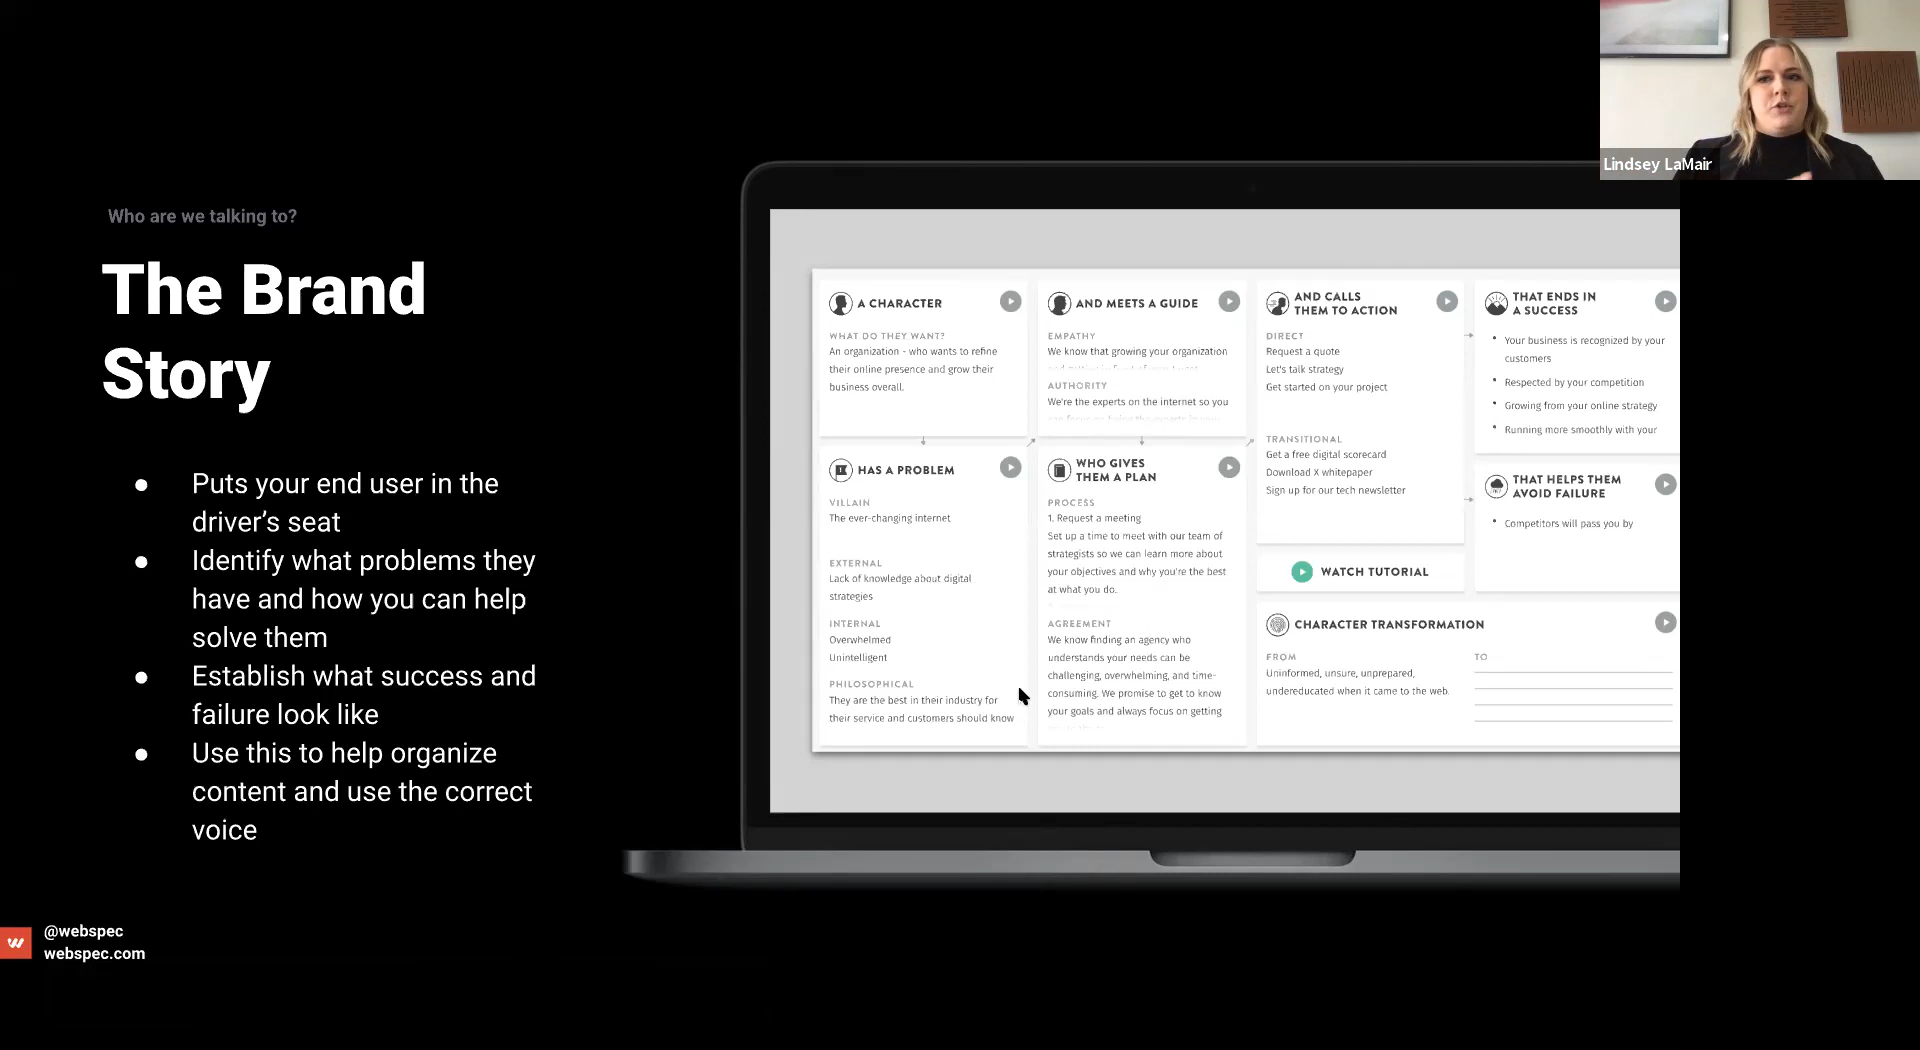 Lindsey LaMair
Who are we talking to?
The Brand
Story
● Puts your end user in the
driver's seat
● Identify what problems they
have and how you can help
solve them
● Establish what success and
failure look like
● Use this to help organize
content and use the correct
voice
@webspec
webspec.com
A CHARACTER
WHAT DO THEY WANT?
An organization - who wants to refine
their online presence and grow their
business overall.
HAS A PROBLEM
VILLAIN
The ever-changing internet
EXTERNAL
Lack of knowledge about digital
strategies
INTERNAL
Overwhelmed
Unintelligent
PHILOSOPHICAL
They are the best in their industry for
their service and customers should know
AND MEETS A GUIDE
EMPATHY
We know that growing your organization
AUTHORITY
We're the experts on the internet so you
WHO GIVES
THEM A PLAN
PROCESS
1. Request a meeting
Set up a time to meet with our team of
strategists so we can learn more about
your objectives and why you're the best
at what you do.
AGREEMENT
We know finding an agency who
understands your needs can be
challenging, overwhelming, and time-
consuming. We promise to get to know
your goals and always focus on getting
AND CALLS
THEM TO ACTION
DIRECT
Request a quote
Let's talk strategy
Get started on your project
TRANSITIONAL
Get a free digital scorecard
Download X whitepaper
Sign up for our tech newsletter
WATCH TUTORIAL
THAT ENDS IN
A SUCCESS
• Your business is recognized by your
customers
• Respected by your competition
• Growing from your online strategy
• Running more smoothly with your
THAT HELPS THEM
AVOID FAILURE
• Competitors will pass you by
CHARACTER TRANSFORMATION
FROM
Uninformed, unsure, unprepared,
undereducated when it came to the web.
TO